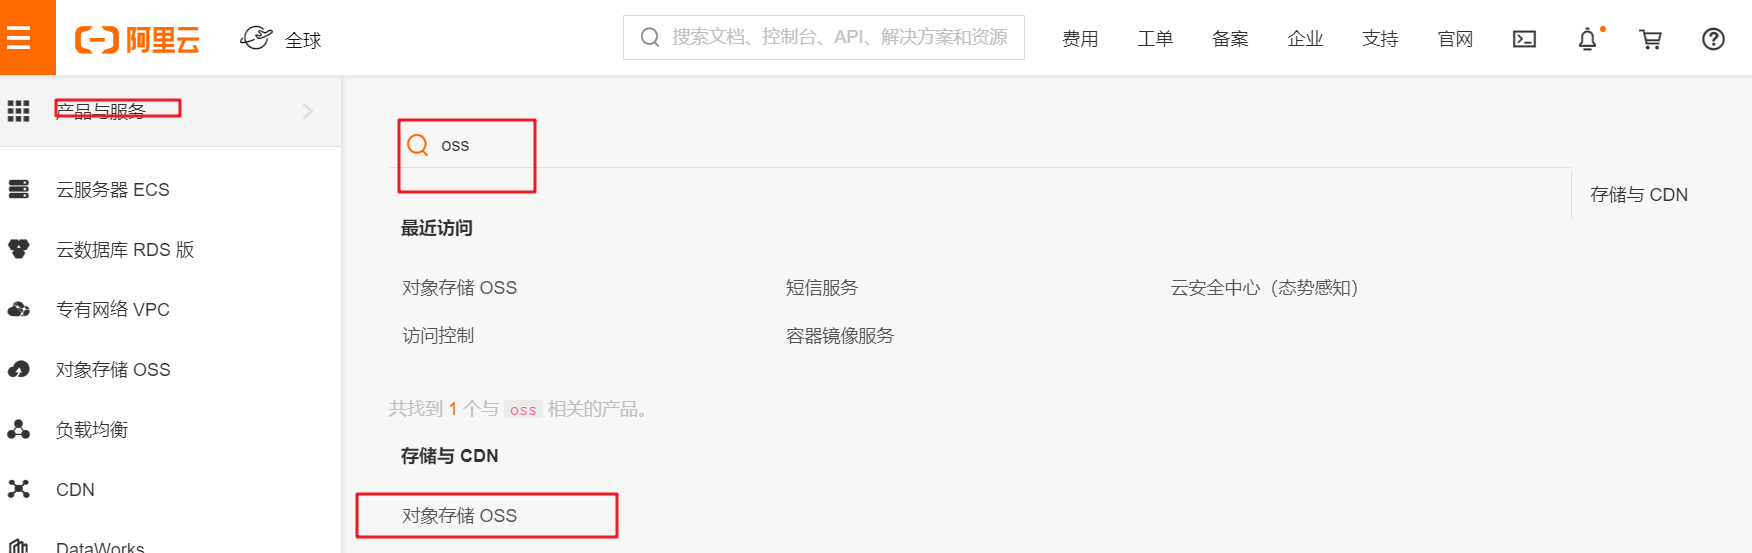 阿里云
全球
搜索文档、控制台、API、解决方案和资源
费用
工单
备案
企业
支持
官网
产品与服务
云服务器 ECS
云数据库 RDS 版
专有网络 VPC
对象存储 OSS
负载均衡
CDN
DataWorks
oss
存储与 CDN
最近访问
对象存储 OSS
短信服务
云安全中心（态势感知）
访问控制
容器镜像服务
共找到 1 个与 oss 相关的产品。
存储与 CDN
对象存储 OSS